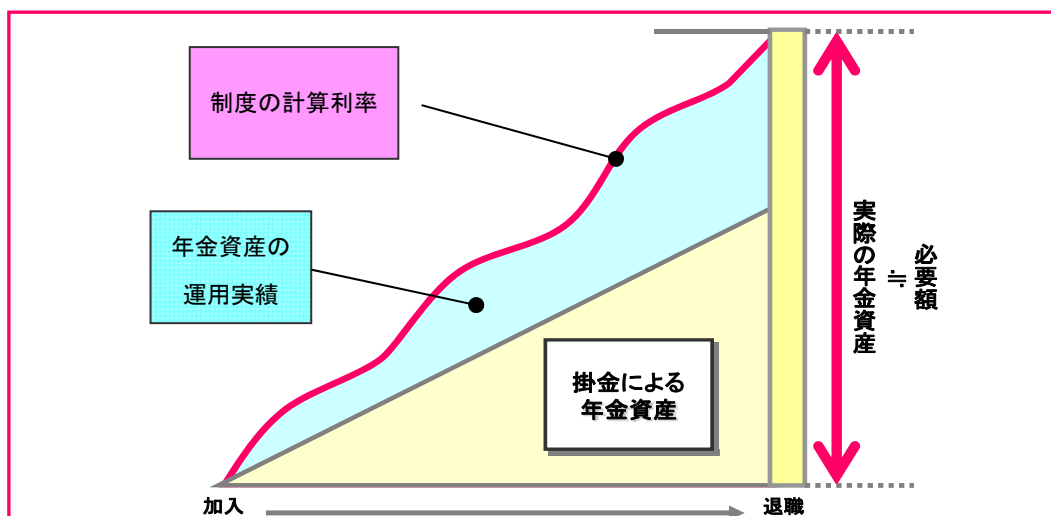 制度の計算利率
年金資産の
運用実績
掛金による
年金資産
必要額
≒
実際の年金資産
加入
退職